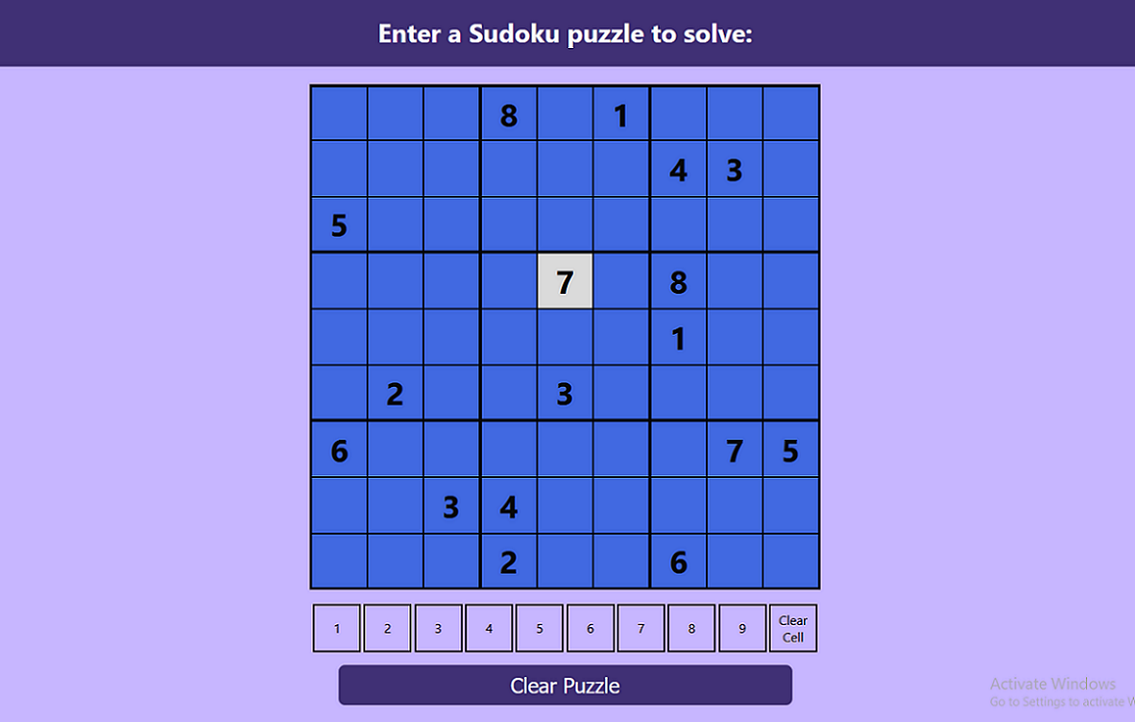 Enter a Sudoku puzzle to solve:
8 1
4 3
5
7 8
1
2 3
6 7 5
3 4
2 6
1 2 3 4 5 6 7 8 9 Clear Cell
Clear Puzzle
Activate Windows
Go to Settings to activate W